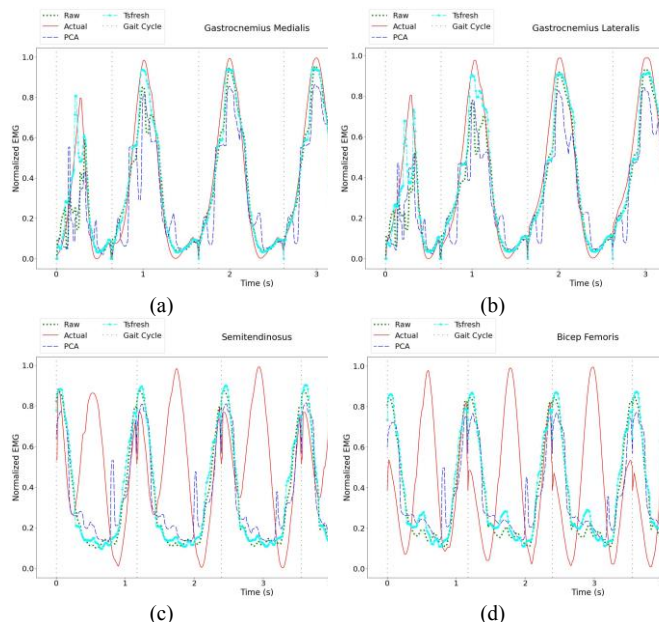 Raw Tsfresh
Actual Gait Cycle Gastrocnemius Medialis
PCA
1.0
0.8
0.6
0.4
0.2
0.0
Normalized EMG
0 1 2 3
Time (s)
(a)
Raw Tsfresh
Actual Gait Cycle Gastrocnemius Lateralis
PCA
1.0
0.8
0.6
0.4
0.2
0.0
Normalized EMG
0 1 2 3
Time (s)
(b)
Raw Tsfresh
Actual Gait Cycle Semitendinosus
PCA
1.0
0.8
0.6
0.4
0.2
0.0
Normalized EMG
0 1 2 3
Time (s)
(c)
Raw Tsfresh
Actual Gait Cycle Bicep Femoris
PCA
1.0
0.8
0.6
0.4
0.2
0.0
Normalized EMG
0 1 2 3
Time (s)
(d)